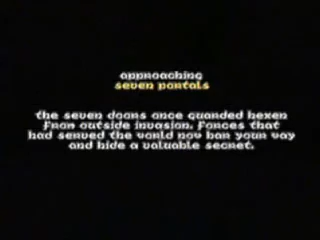 approaching
seven portals
the seven doors once guarded hexen
from outside invasion. forces that
had served the world now bar your way
and hide a valuable secret.